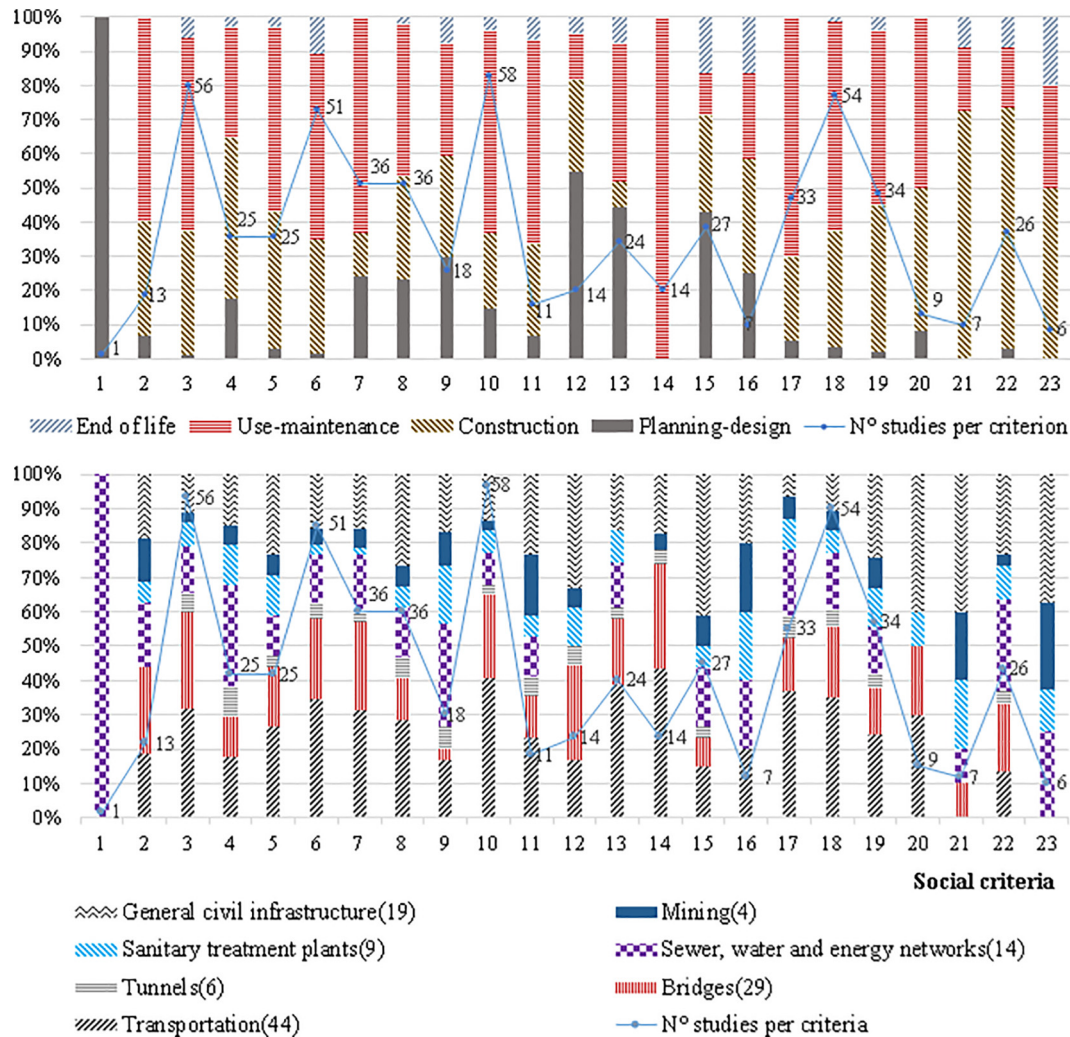 100%
90%
80%
70%
60%
50%
40%
30%
20%
10%
0%
1 13 56 25 25 51 36 36 18 58 11 14 24 14 27 7 33 54 34 9 7 26 6
1 2 3 4 5 6 7 8 9 10 11 12 13 14 15 16 17 18 19 20 21 22 23
End of life Use-maintenance Construction Planning-design Nº studies per criterion
100%
90%
80%
70%
60%
50%
40%
30%
20%
10%
0%
1 13 56 25 25 51 36 36 18 58 11 14 24 14 27 7 33 54 34 9 7 26 6
1 2 3 4 5 6 7 8 9 10 11 12 13 14 15 16 17 18 19 20 21 22 23
Social criteria
General civil infrastructure(19) Mining(4)
Sanitary treatment plants(9) Sewer, water and energy networks(14)
Tunnels(6) Bridges(29)
Transportation(44) Nº studies per criteria